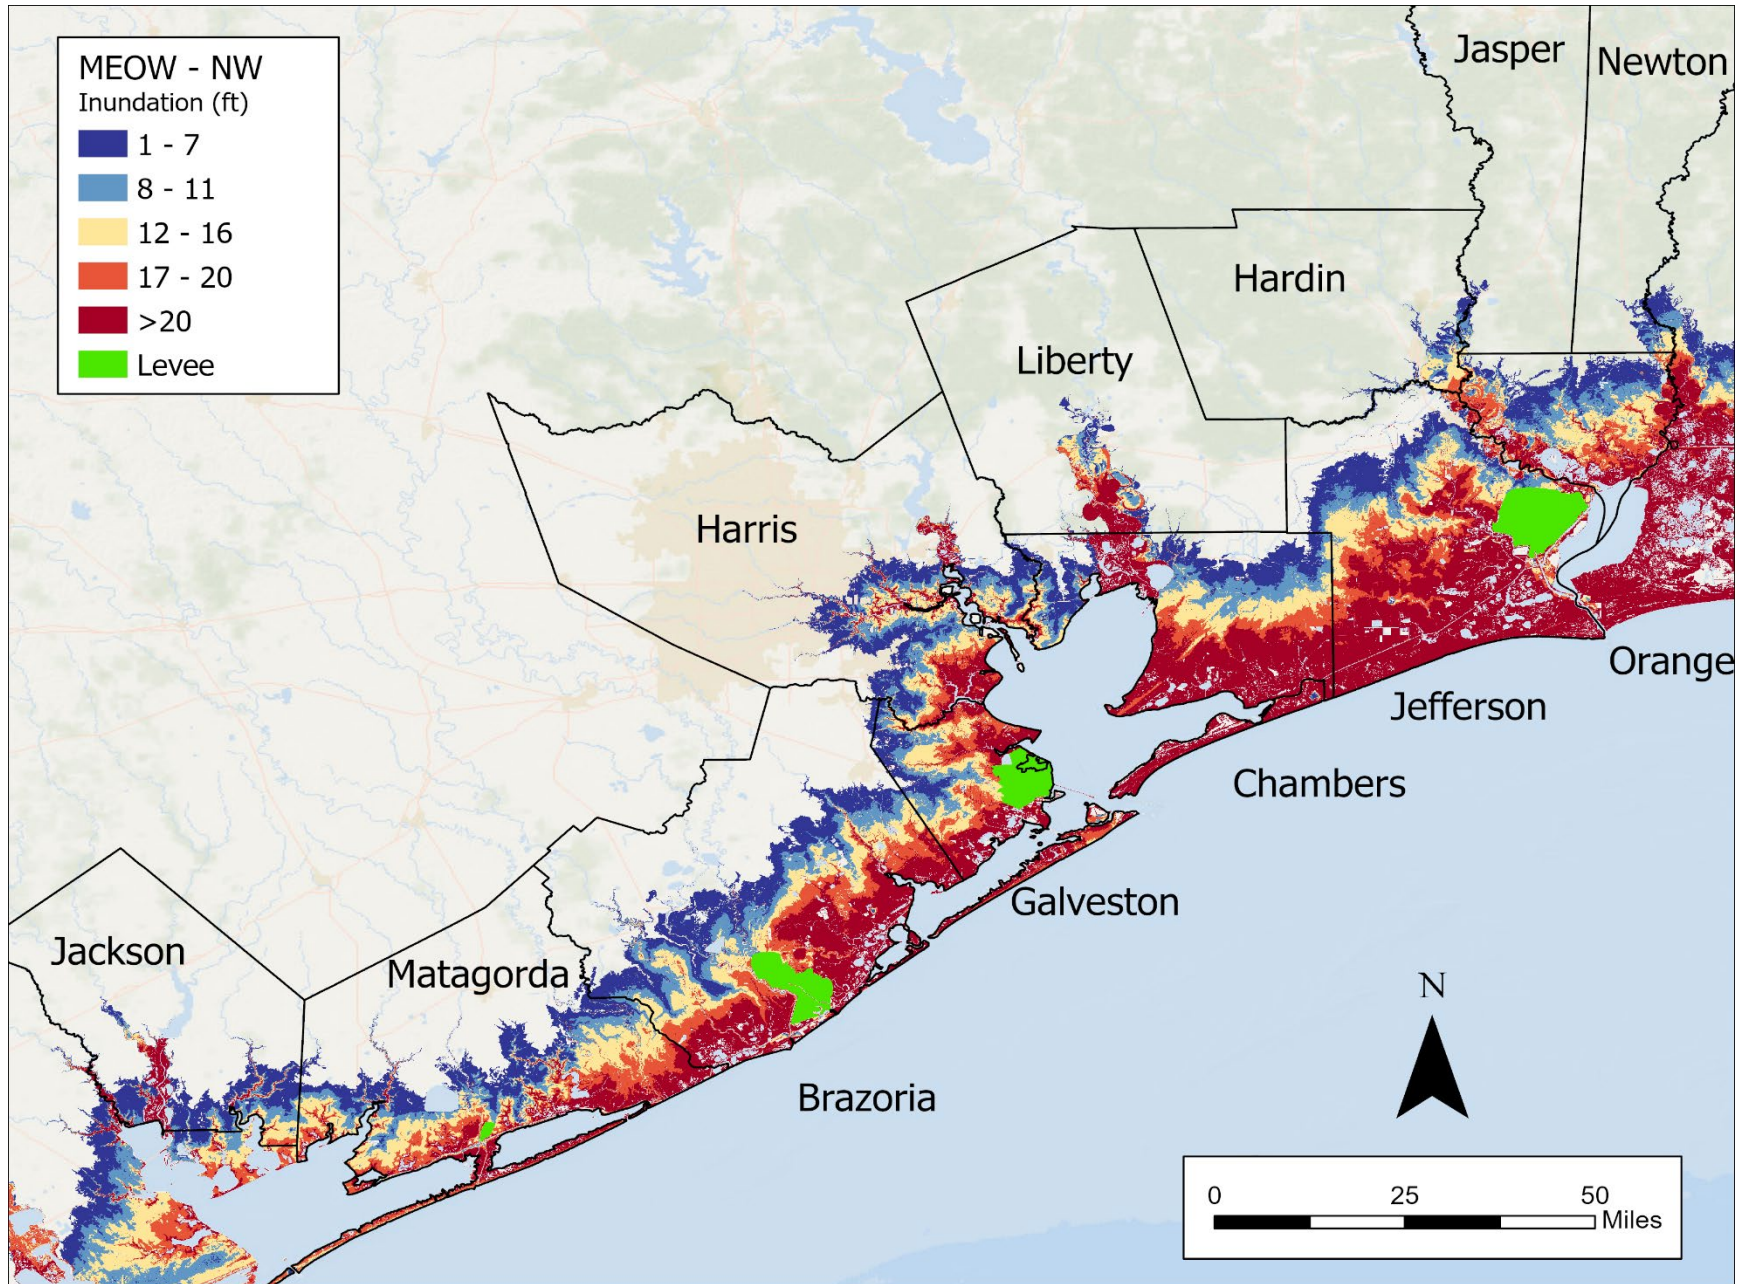 MEOW - NW
Inundation (ft)
1 - 7
8 - 11
12 - 16
17 - 20
>20
Levee
Jasper
Newton
Hardin
Liberty
Harris
Orange
Jefferson
Chambers
Galveston
Jackson
Matagorda
Brazoria
N
0 25 50
Miles